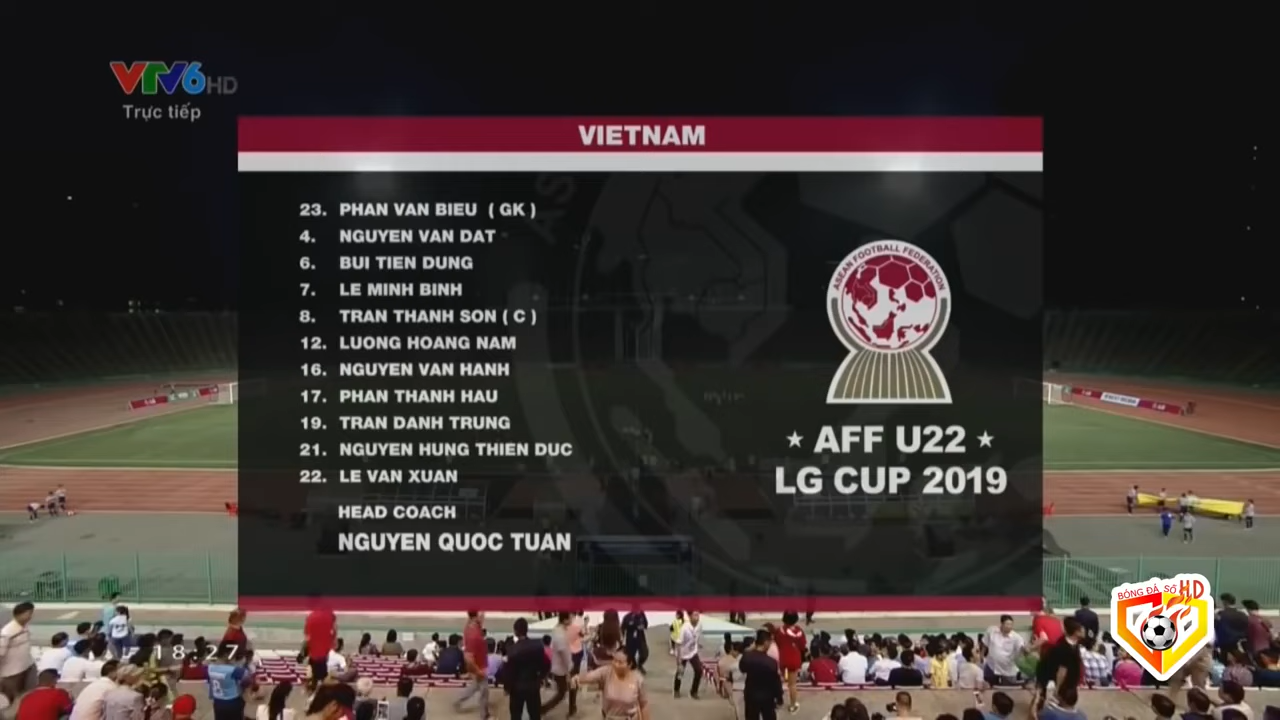 VTV6HD
Trực tiếp
VIETNAM
23. PHAN VAN BIEU ( GK )
4. NGUYEN VAN DAT
6. BUI TIEN DUNG
7. LE MINH BINH
8. TRAN THANH SON ( C )
12. LUONG HOANG NAM
16. NGUYEN VAN HANH
17. PHAN THANH HAU
19. TRAN DANH TRUNG
21. NGUYEN HUNG THIEN DUC
22. LE VAN XUAN
HEAD COACH
NGUYEN QUOC TUAN
ASEAN FOOTBALL FEDERATION
★ AFF U22 ★
LG CUP 2019
18:27
BÓNG ĐÁ SỐ HD